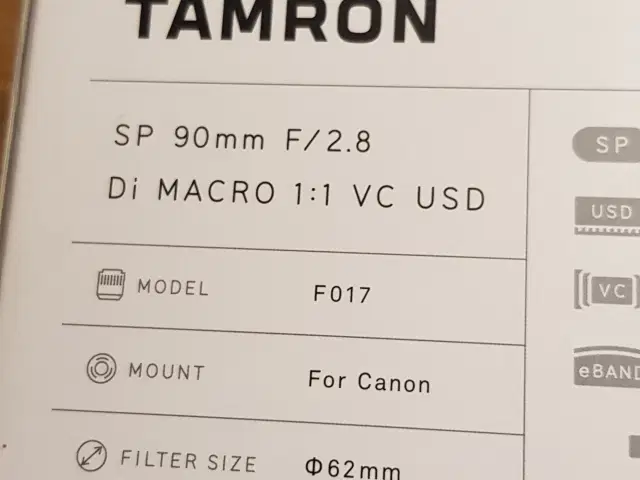 TAMRON
SP 90mm F/2.8
Di MACRO 1:1 VC USD
SP
USD
MODEL F017
VC
MOUNT For Canon
eBAND
FILTER SIZE Φ62mm